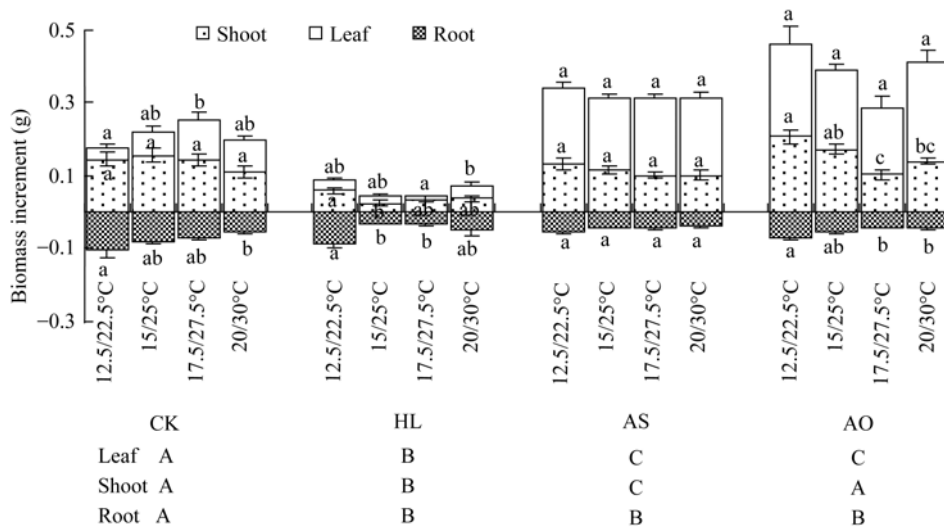 0.5
0.3
0.1
−0.1
−0.3
Biomass increment (g)
Shoot Leaf Root
a ab b ab
a a a a
a
a ab ab b
ab ab a b
a b ab ab
a b b ab
a a a a
a a a a
a a a a
a a a a
a ab c bc
a a b b
12.5/22.5°C 15/25°C 17.5/27.5°C 20/30°C
12.5/22.5°C 15/25°C 17.5/27.5°C 20/30°C
12.5/22.5°C 15/25°C 17.5/27.5°C 20/30°C
12.5/22.5°C 15/25°C 17.5/27.5°C 20/30°C
CK HL AS AO
Leaf A B C C
Shoot A B C A
Root A B B B